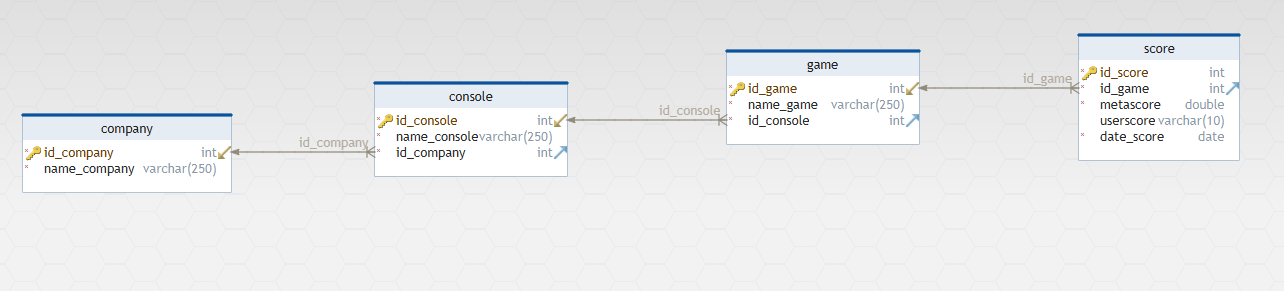 company
id_company int
name_company varchar(250)
id_company
console
id_console int
name_console varchar(250)
id_company int
id_console
game
id_game int
name_game varchar(250)
id_console int
id_game
score
id_score int
id_game int
metascore double
userscore varchar(10)
date_score date